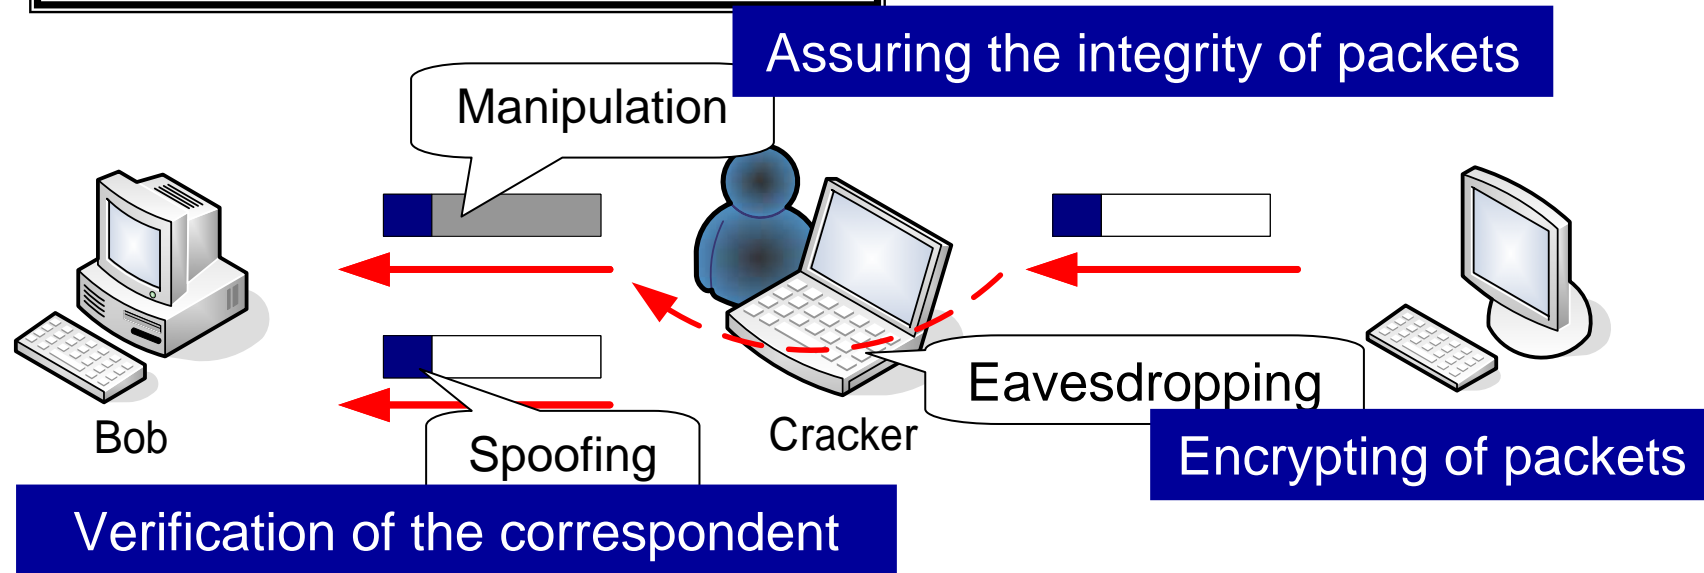 Assuring the integrity of packets
Manipulation
Eavesdropping
Bob
Cracker
Spoofing
Encrypting of packets
Verification of the correspondent